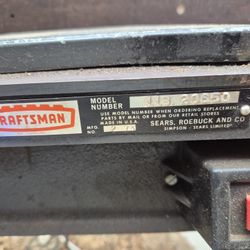 CRAFTSMAN
MODEL
NUMBER
USE MODEL NUMBER WHEN ORDERING REPLACEMENT
PARTS BY MAIL OR FROM OUR RETAIL STORES
MADE IN U.S.A. SEARS, ROEBUCK AND CO
MFG. NO. SIMPSON - SEARS LIMITED